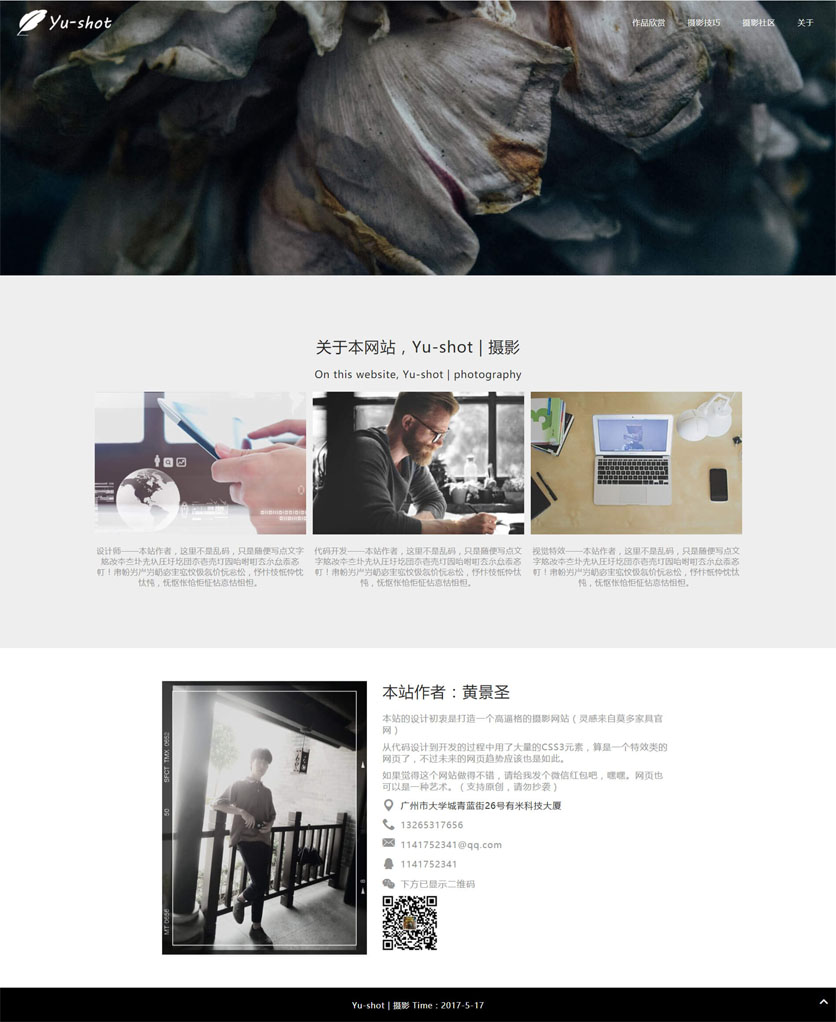 Yu-shot
作品欣赏 摄影技巧 摄影社区 关于
关于本网站，Yu-shot | 摄影
On this website, Yu-shot | photography
设计师——本站作者，这里不是乱码，只是随便写点文字
代码开发——本站作者，这里不是乱码，只是随便写点文
视觉特效——本站作者，这里不是乱码，只是随便写点文
本站作者：黄景圣
本站的设计初衷是打造一个高逼格的摄影网站（灵感来自莫多家具官
网）
从代码设计到开发的过程中用了大量的CSS3元素，算是一个特效类的
网页了，不过未来的网页趋势应该也是如此。
如果觉得这个网站做得不错，请给我发个微信红包吧，嘿嘿。网页也
可以是一种艺术。（支持原创，请勿抄袭）
广州市大学城青蓝街26号有米科技大厦
13265317656
1141752341@qq.com
1141752341
下方已显示二维码
SFCT TMX 0652
50
MT 0656
Yu-shot | 摄影 Time：2017-5-17